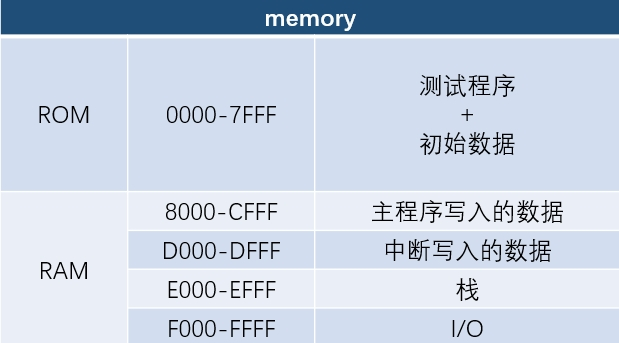 memory
ROM
0000-7FFF
测试程序
+
初始数据
RAM
8000-CFFF
主程序写入的数据
D000-DFFF
中断写入的数据
E000-EFFF
栈
F000-FFFF
I/O